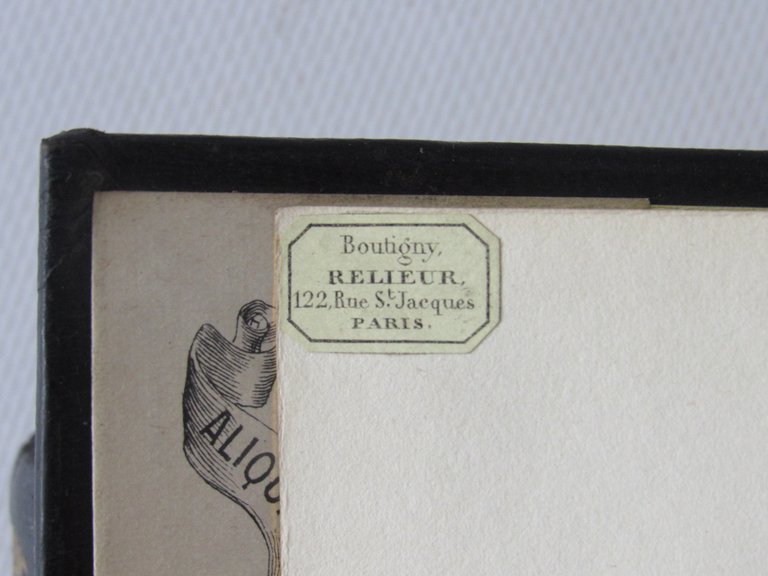 Boutigny,
RELIEUR,
122, Rue St. Jacques
PARIS.
ALIQU